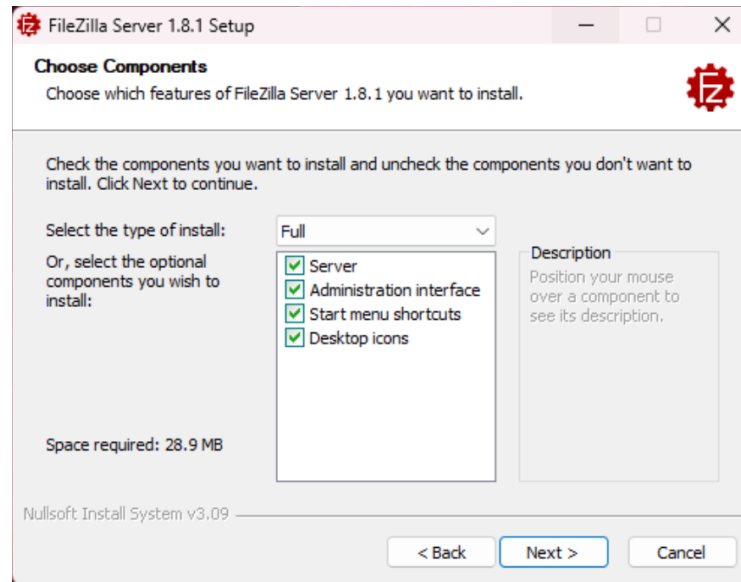 FileZilla Server 1.8.1 Setup
Choose Components
Choose which features of FileZilla Server 1.8.1 you want to install.
Fz
Check the components you want to install and uncheck the components you don't want to
install. Click Next to continue.
Select the type of install:
Full
Or, select the optional
components you wish to
install:
Server
Administration interface
Start menu shortcuts
Desktop icons
Description
Position your mouse
over a component to
see its description.
Space required: 28.9 MB
Nullsoft Install System v3.09
< Back
Next >
Cancel